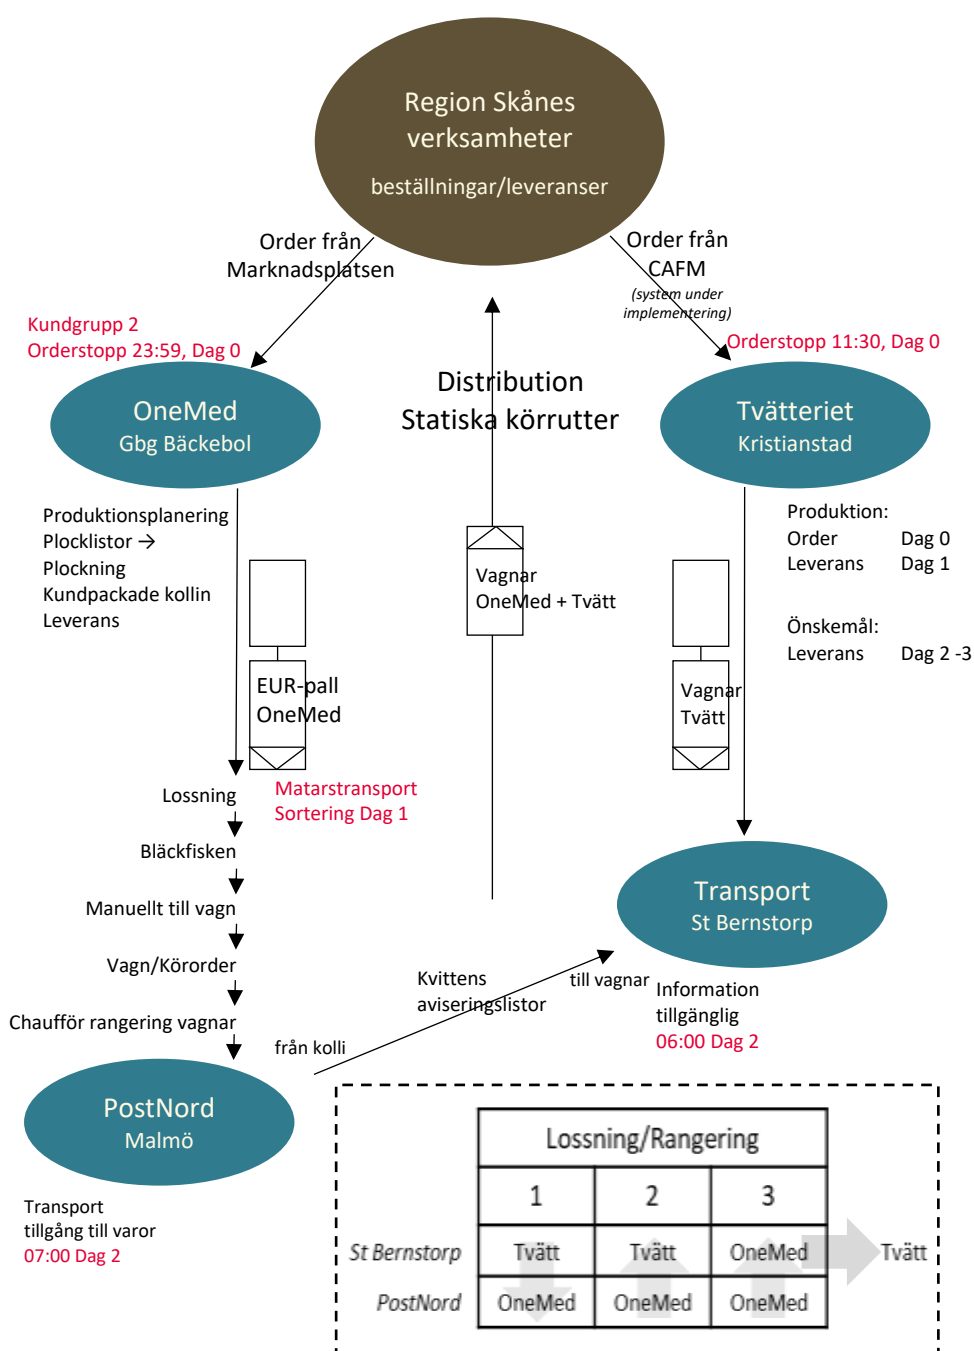 Region Skånes
verksamheter
beställningar/leveranser
Order från
Marknadsplatsen
Order från
CAFM
(system under
implementering)
Kundgrupp 2
Orderstopp 23:59, Dag 0
Orderstopp 11:30, Dag 0
OneMed
Gbg Bäckebol
Distribution
Statiska körrutter
Tvätteriet
Kristianstad
Produktionsplanering
Plocklistor →
Plockning
Kundpackade kollin
Leverans
Vagnar
OneMed + Tvätt
Produktion:
Order Dag 0
Leverans Dag 1
Önskemål:
Leverans Dag 2 -3
EUR-pall
OneMed
Vagnar
Tvätt
Lossning
Matarstransport
Sortering Dag 1
Bläckfisken
Manuellt till vagn
Vagn/Körorder
Chaufför rangering vagnar
Transport
St Bernstorp
Kvittens
aviseringslistor
till vagnar
från kolli
Information
tillgänglig
06:00 Dag 2
PostNord
Malmö
Transport
tillgång till varor
07:00 Dag 2
Lossning/Rangering
1 2 3
St Bernstorp Tvätt Tvätt OneMed Tvätt
PostNord OneMed OneMed OneMed